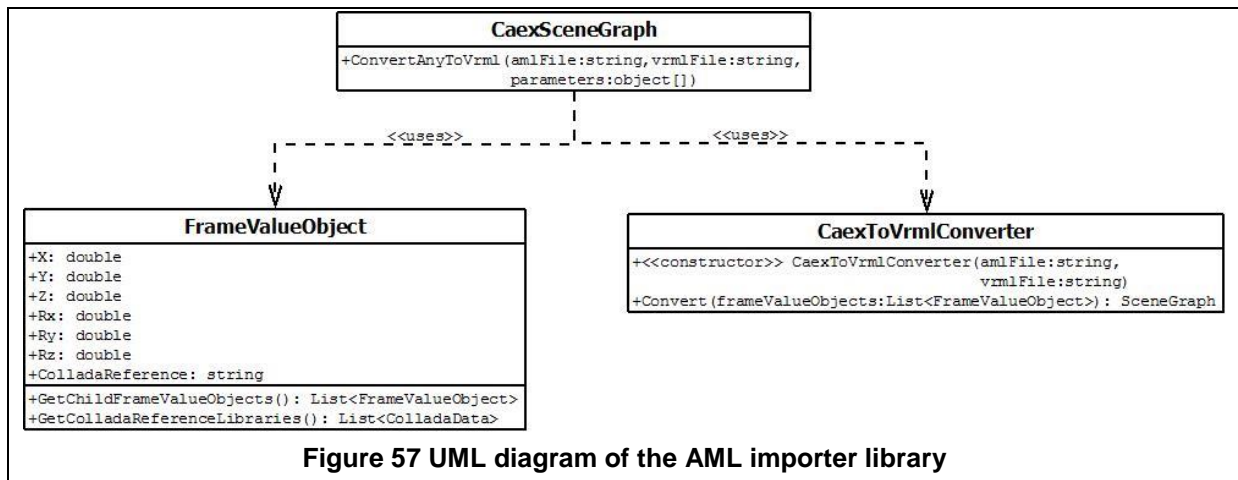 CaexSceneGraph
+ConvertAnyToVrml(amlFile:string,vrmlFile:string,
parameters:object[])
<<uses>>
<<uses>>
FrameValueObject
+X: double
+Y: double
+Z: double
+Rx: double
+Ry: double
+Rz: double
+ColladaReference: string
+GetChildFrameValueObjects(): List<FrameValueObject>
+GetColladaReferenceLibraries(): List<ColladaData>
CaexToVrmlConverter
+<<constructor>> CaexToVrmlConverter(amlFile:string,
vrmlFile:string)
+Convert(frameValueObjects:List<FrameValueObject>): SceneGraph
Figure 57 UML diagram of the AML importer library